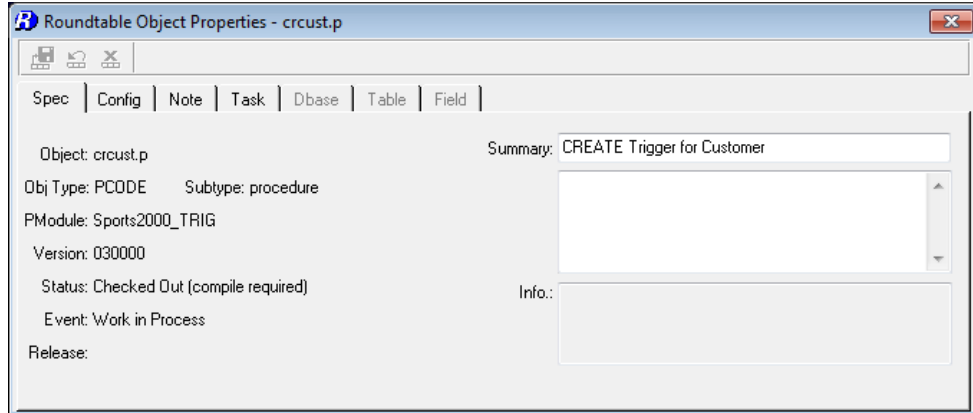 Roundtable Object Properties - crcust.p
Spec Config Note Task Dbase Table Field
Object: crcust.p
Summary: CREATE Trigger for Customer
Obj Type: PCODE Subtype: procedure
PModule: Sports2000_TRIG
Version: 030000
Status: Checked Out (compile required)
Info.:
Event: Work in Process
Release: